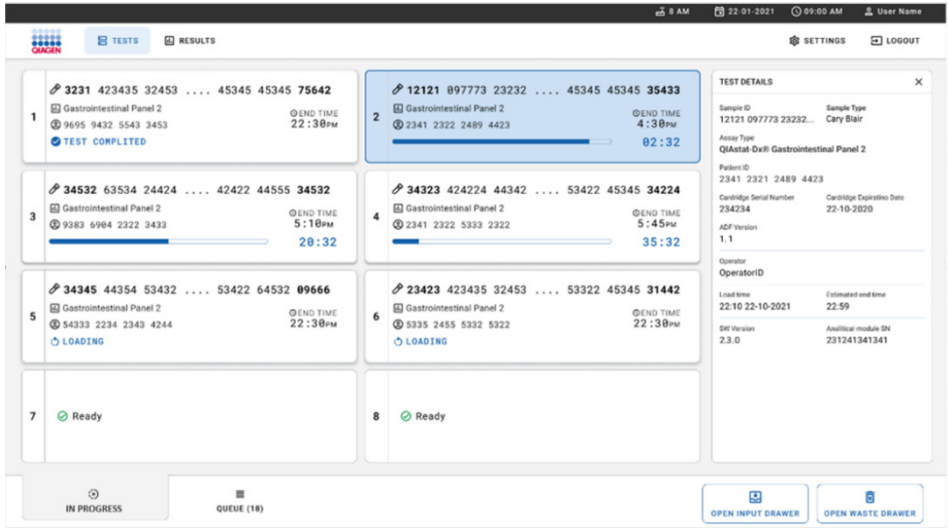 8 AM 22-01-2021 09:00 AM User Name
QIAGEN TESTS RESULTS SETTINGS LOGOUT
1
3231 423435 32453 .... 45345 45345 75642
Gastrointestinal Panel 2
9695 9432 5543 3453
END TIME
22:30PM
TEST COMPLITED
2
12121 097773 23232 .... 45345 45345 35433
Gastrointestinal Panel 2
2341 2322 2489 4423
END TIME
4:30PM
02:32
3
34532 63534 24424 .... 42422 44555 34532
Gastrointestinal Panel 2
9383 6904 2322 3433
END TIME
5:10PM
20:32
4
34323 424224 44342 .... 53422 45345 34224
Gastrointestinal Panel 2
2341 2322 5333 2322
END TIME
5:45PM
35:32
5
34345 44354 53432 .... 53422 64532 09666
Gastrointestinal Panel 2
54333 2234 2343 4244
END TIME
22:30PM
LOADING
6
23423 423435 32453 .... 53322 45345 31442
Gastrointestinal Panel 2
5335 2455 5332 5322
END TIME
22:30PM
LOADING
7
Ready
8
Ready
TEST DETAILS
Sample ID Sample Type
12121 097773 23232... Cary Blair
Assay Type
QIAstat-Dx® Gastrointestinal Panel 2
Patient ID
2341 2321 2489 4423
Cardridge Serial Number Cardridge Expiratino Date
234234 22-10-2020
ADF Version
1.1
Operator
OperatorID
Load time Estimated end time
22:10 22-10-2021 22:59
SW Version Analitical module SN
2.3.0 231241341341
IN PROGRESS QUEUE (18)
OPEN INPUT DRAWER OPEN WASTE DRAWER